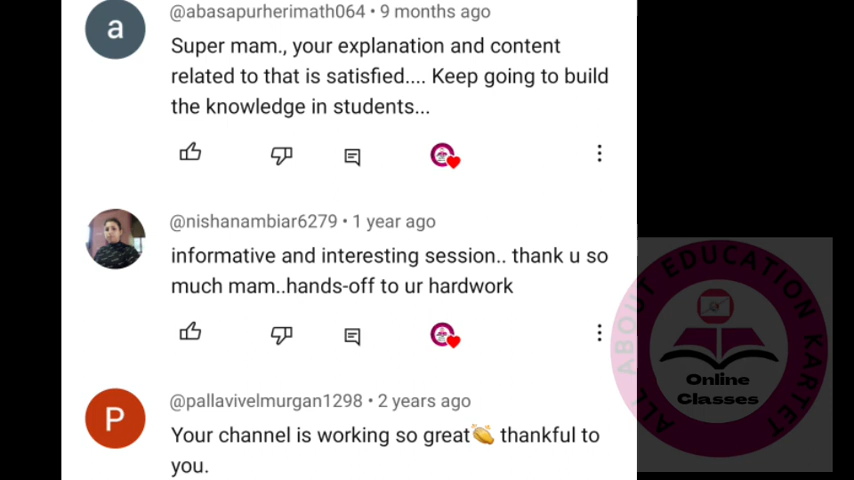 @abasapurherimath064 • 9 months ago
Super mam., your explanation and content
related to that is satisfied.... Keep going to build
the knowledge in students...
@nishanambiar6279 • 1 year ago
informative and interesting session.. thank u so
much mam..hands-off to ur hardwork
@pallavivelmurgan1298 • 2 years ago
Your channel is working so great👏 thankful to
you.
a
P
ALL ABOUT EDUCATION KARTET
Online
Classes